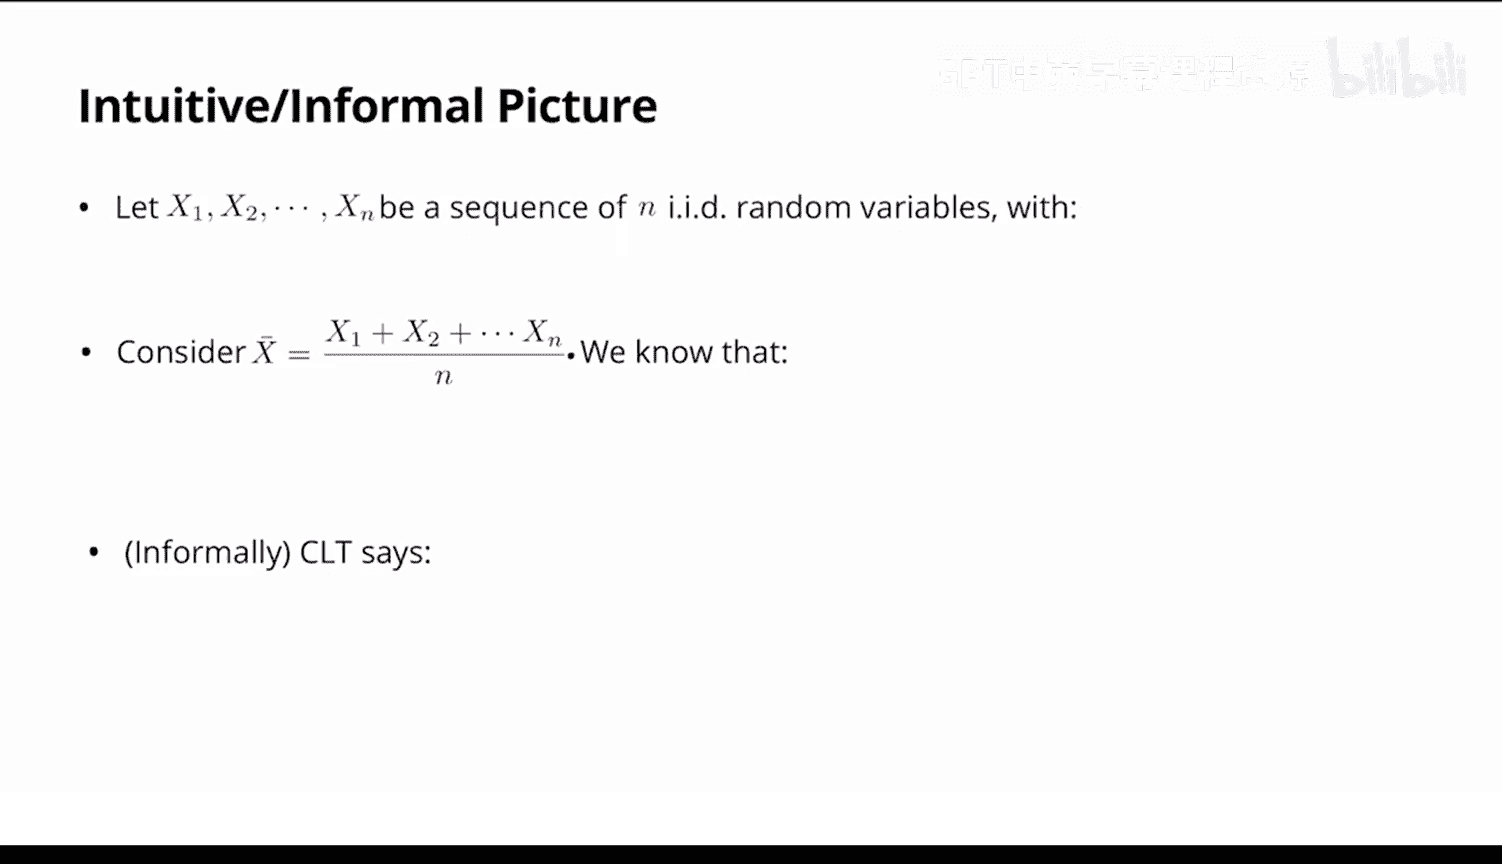 bilibili
Intuitive/Informal Picture
• Let X₁, X₂, ⋯ , Xₙ be a sequence of n i.i.d. random variables, with:
• Consider X̄ = (X₁ + X₂ + ⋯ Xₙ)/n . We know that:
• (Informally) CLT says: